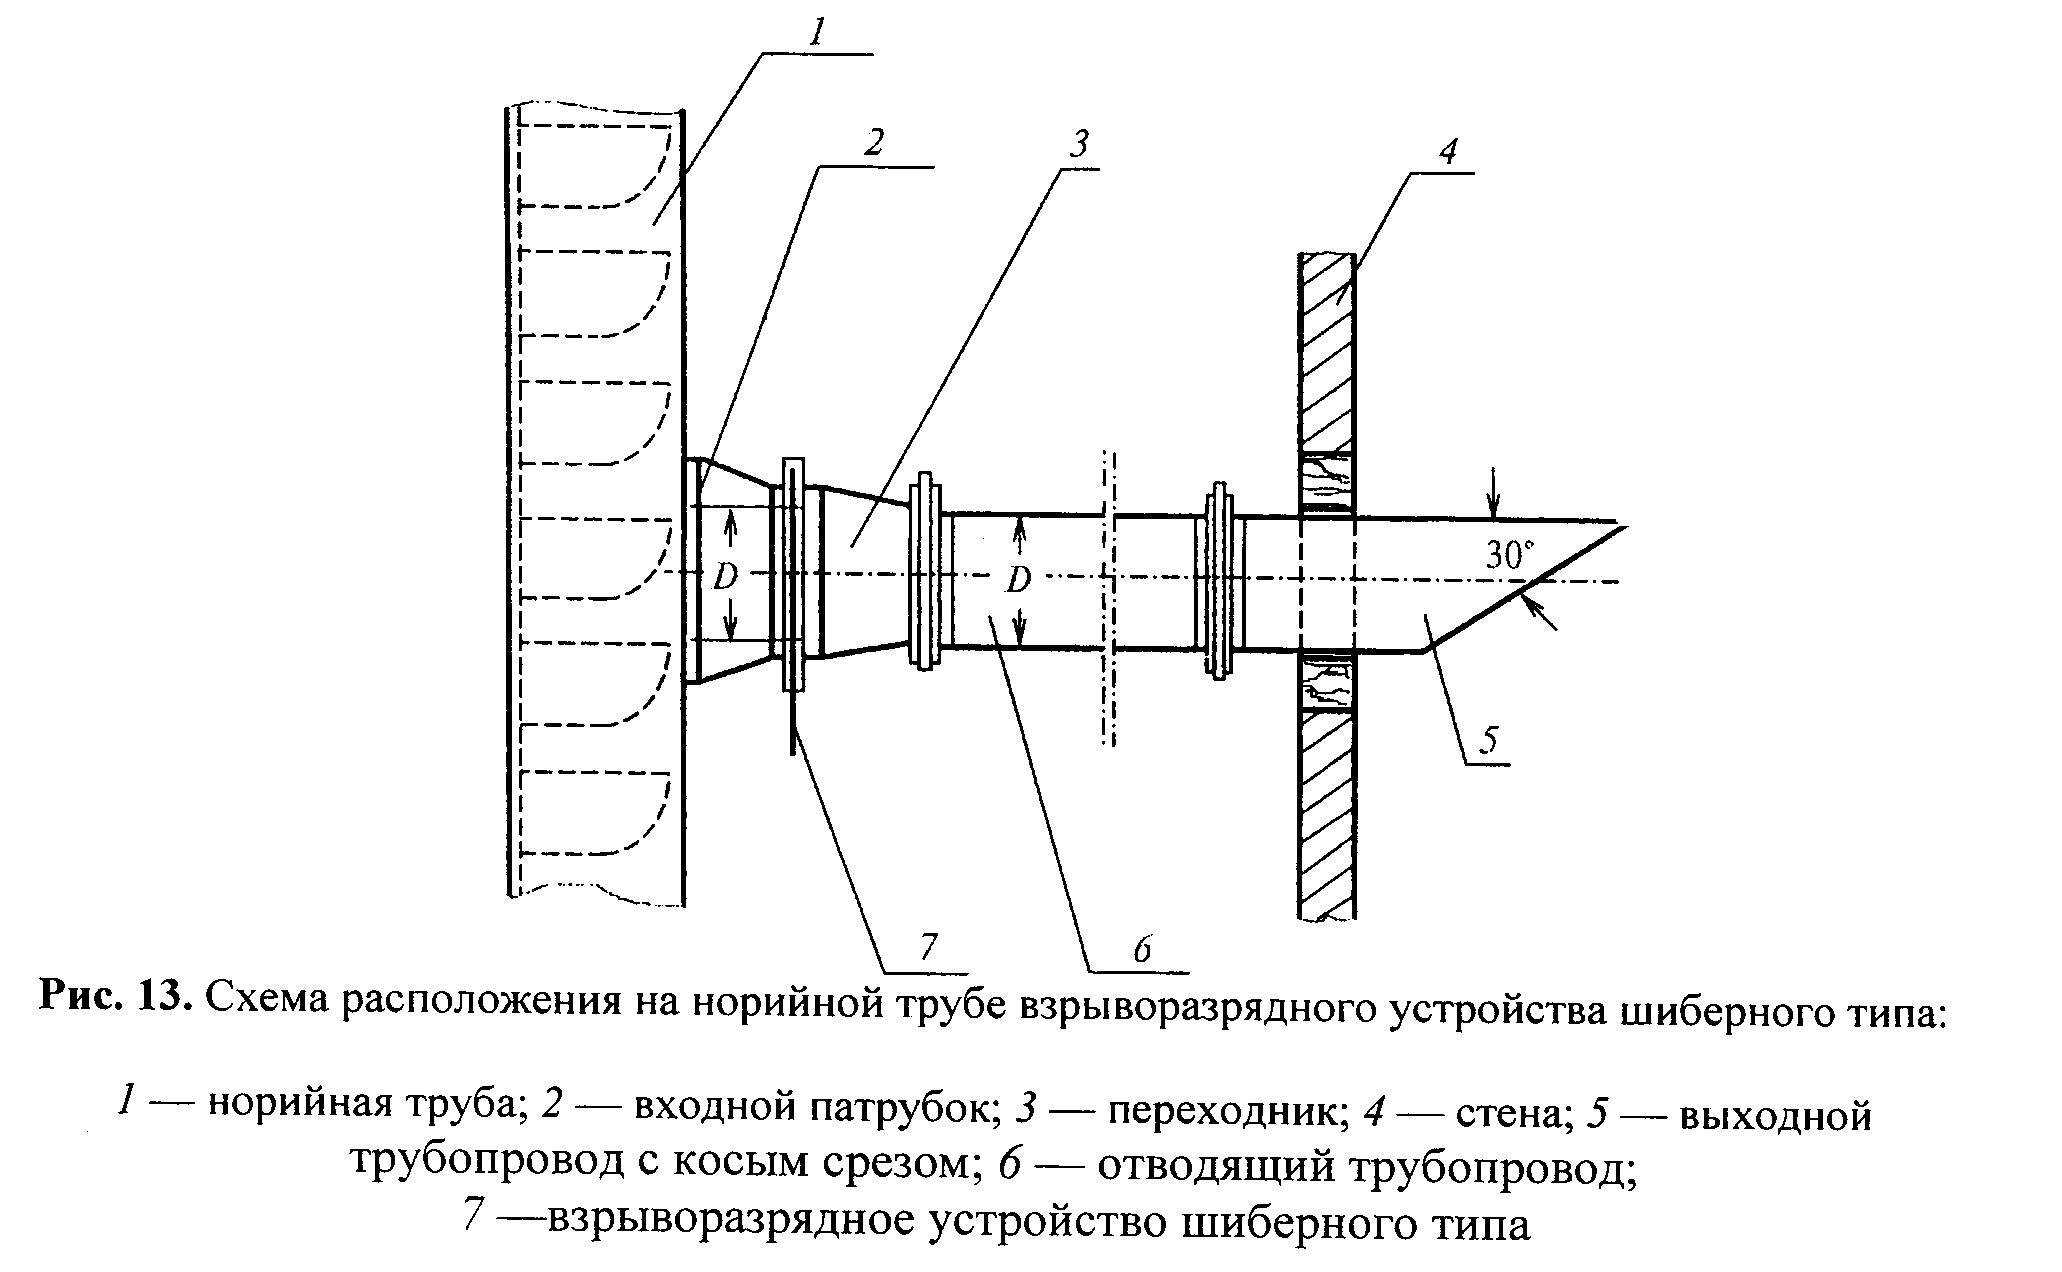 1
2
3
4
D
D
30°
5
7
6
Рис. 13. Схема расположения на норийной трубе взрыворазрядного устройства шиберного типа:
1 — норийная труба; 2 — входной патрубок; 3 — переходник; 4 — стена; 5 — выходной
трубопровод с косым срезом; 6 — отводящий трубопровод;
7 —взрыворазрядное устройство шиберного типа